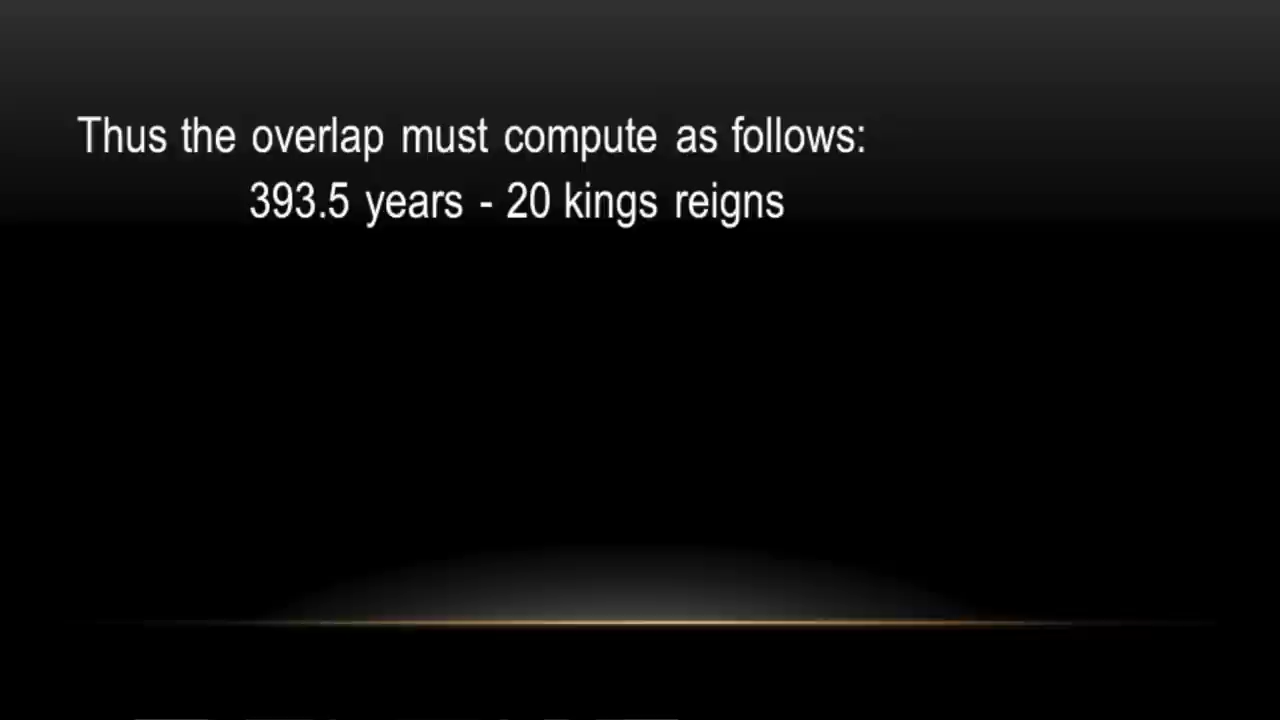 Thus the overlap must compute as follows:
393.5 years - 20 kings reigns